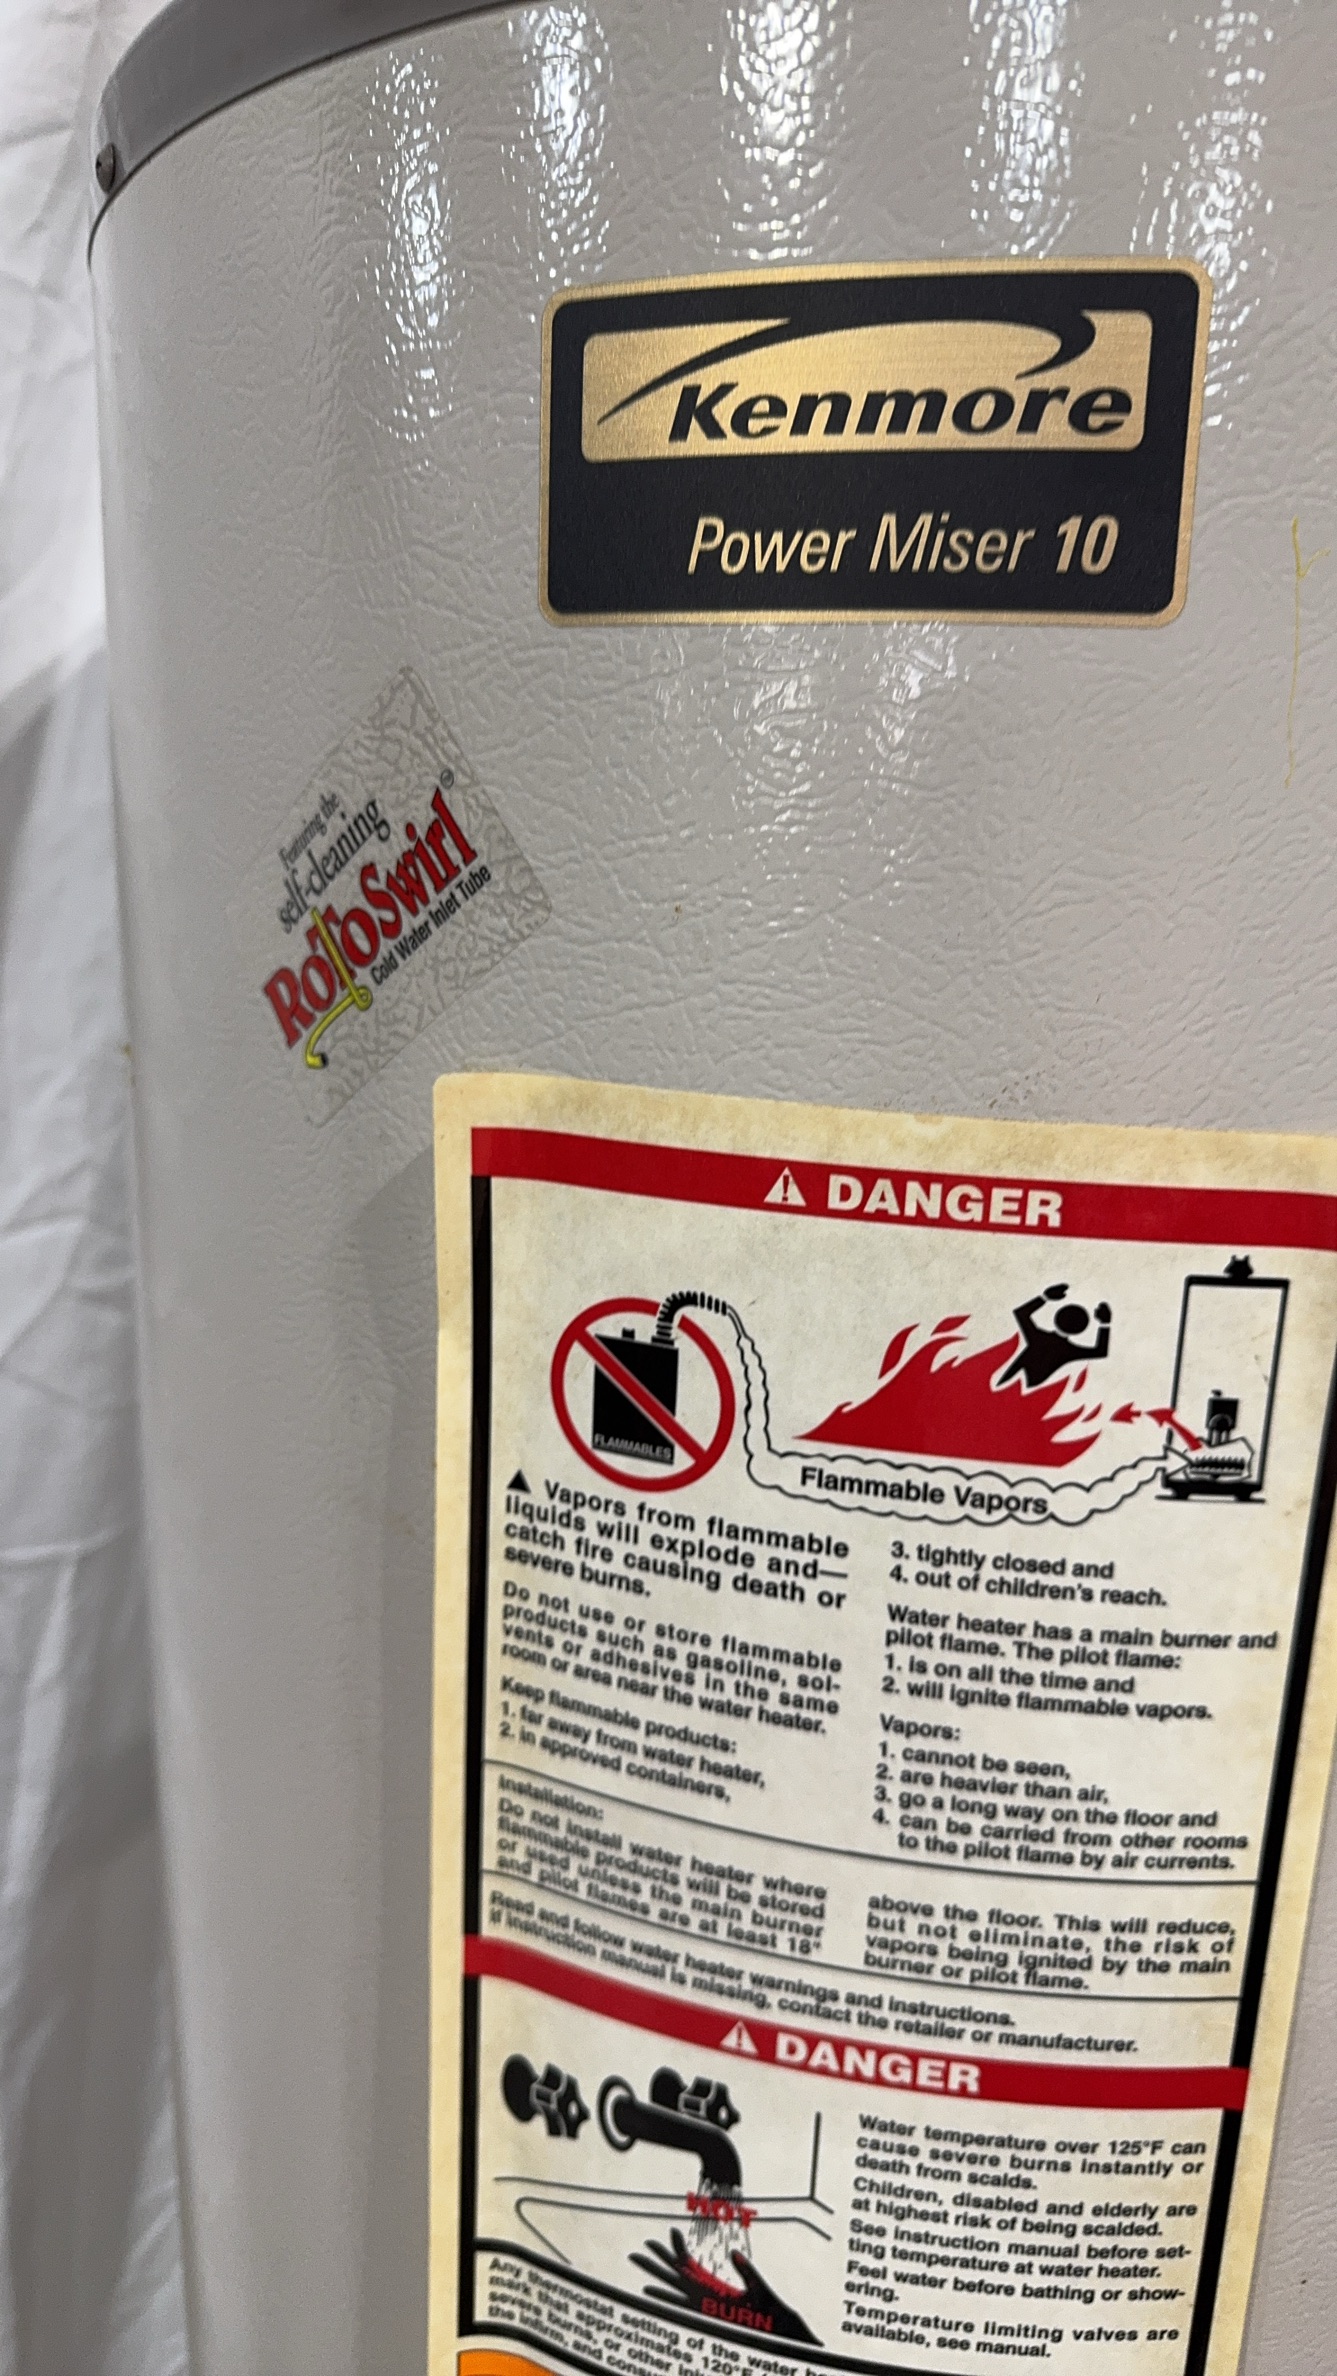 Kenmore
Power Miser 10
Featuring the
self-cleaning
RoToSwirl®
Cold Water Inlet Tube
DANGER
FLAMMABLES
Flammable Vapors
Vapors from flammable
liquids will explode and—
catch fire causing death or
severe burns.
Do not use or store flammable
products such as gasoline, sol-
vents or adhesives in the same
room or area near the water heater.
Keep flammable products:
1. far away from water heater,
2. in approved containers,
3. tightly closed and
4. out of children's reach.
Water heater has a main burner and
pilot flame. The pilot flame:
1. is on all the time and
2. will ignite flammable vapors.
Vapors:
1. cannot be seen,
2. are heavier than air,
3. go a long way on the floor and
4. can be carried from other rooms
to the pilot flame by air currents.
Installation:
Do not install water heater where
flammable products will be stored
or used unless the main burner
and pilot flames are at least 18"
above the floor. This will reduce,
but not eliminate, the risk of
vapors being ignited by the main
burner or pilot flame.
Read and follow water heater warnings and instructions.
If instruction manual is missing, contact the retailer or manufacturer.
DANGER
HOT
BURN
Water temperature over 125°F can
cause severe burns instantly or
death from scalds.
Children, disabled and elderly are
at highest risk of being scalded.
See instruction manual before set-
ting temperature at water heater.
Feel water before bathing or show-
ering.
Temperature limiting valves are
available, see manual.
Any thermostat setting of the water
mark that approximates 120°F
severe burns, or other
the infirm, and